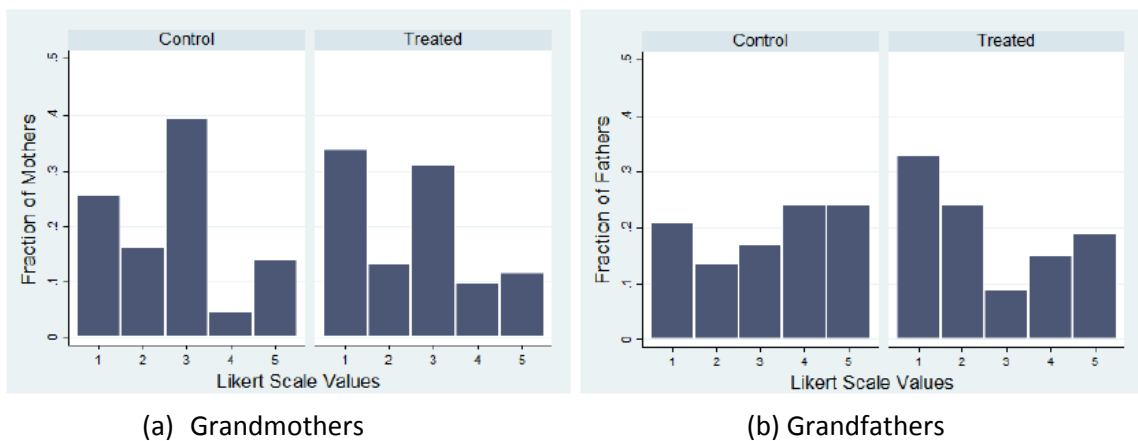 Control Treated
Fraction of Mothers
.5
.4
.3
.2
.1
0
1 2 3 4 5 1 2 3 4 5
Likert Scale Values
(a) Grandmothers
Control Treated
Fraction of Fathers
.5
.4
.3
.2
.1
0
1 2 3 4 5 1 2 3 4 5
Likert Scale Values
(b) Grandfathers